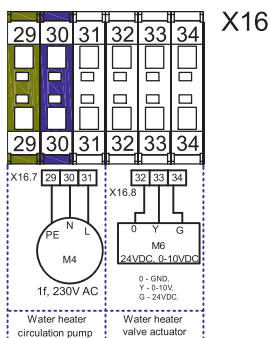 X16
29 30 31 32 33 34
29 30 31 32 33 34
X16.7 29 30 31
X16.8 32 33 34
PE N L
M4
1f, 230V AC
0 Y G
M6
24VDC, 0-10VDC
0 - GND,
Y - 0-10V,
G - 24VDC.
Water heater
circulation pump
Water heater
valve actuator